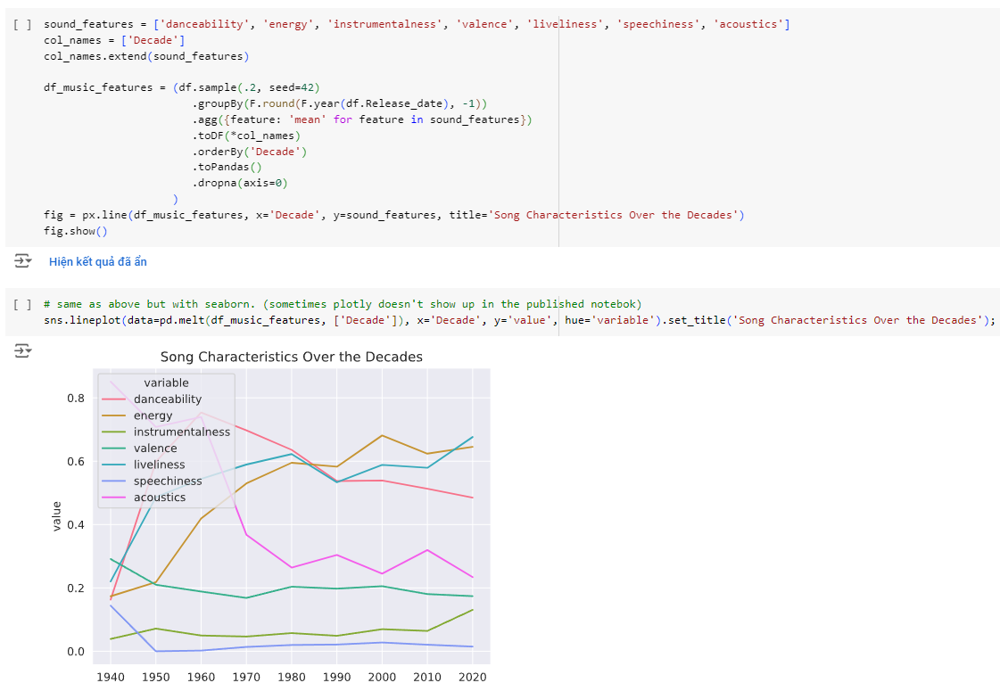 [ ] sound_features = ['danceability', 'energy', 'instrumentalness', 'valence', 'liveliness', 'speechiness', 'acoustics']
col_names = ['Decade']
col_names.extend(sound_features)
df_music_features = (df.sample(.2, seed=42)
.groupBy(F.round(F.year(df.Release_date), -1))
.agg({feature: 'mean' for feature in sound_features})
.toDF(*col_names)
.orderBy('Decade')
.toPandas()
.dropna(axis=0)
)
fig = px.line(df_music_features, x='Decade', y=sound_features, title='Song Characteristics Over the Decades')
fig.show()
Hiện kết quả đã ẩn
[ ] # same as above but with seaborn. (sometimes plotly doesn't show up in the published notebok)
sns.lineplot(data=pd.melt(df_music_features, ['Decade']), x='Decade', y='value', hue='variable').set_title('Song Characteristics Over the Decades');
Song Characteristics Over the Decades
variable
danceability
energy
instrumentalness
valence
liveliness
speechiness
acoustics
value
0.8
0.6
0.4
0.2
0.0
1940 1950 1960 1970 1980 1990 2000 2010 2020